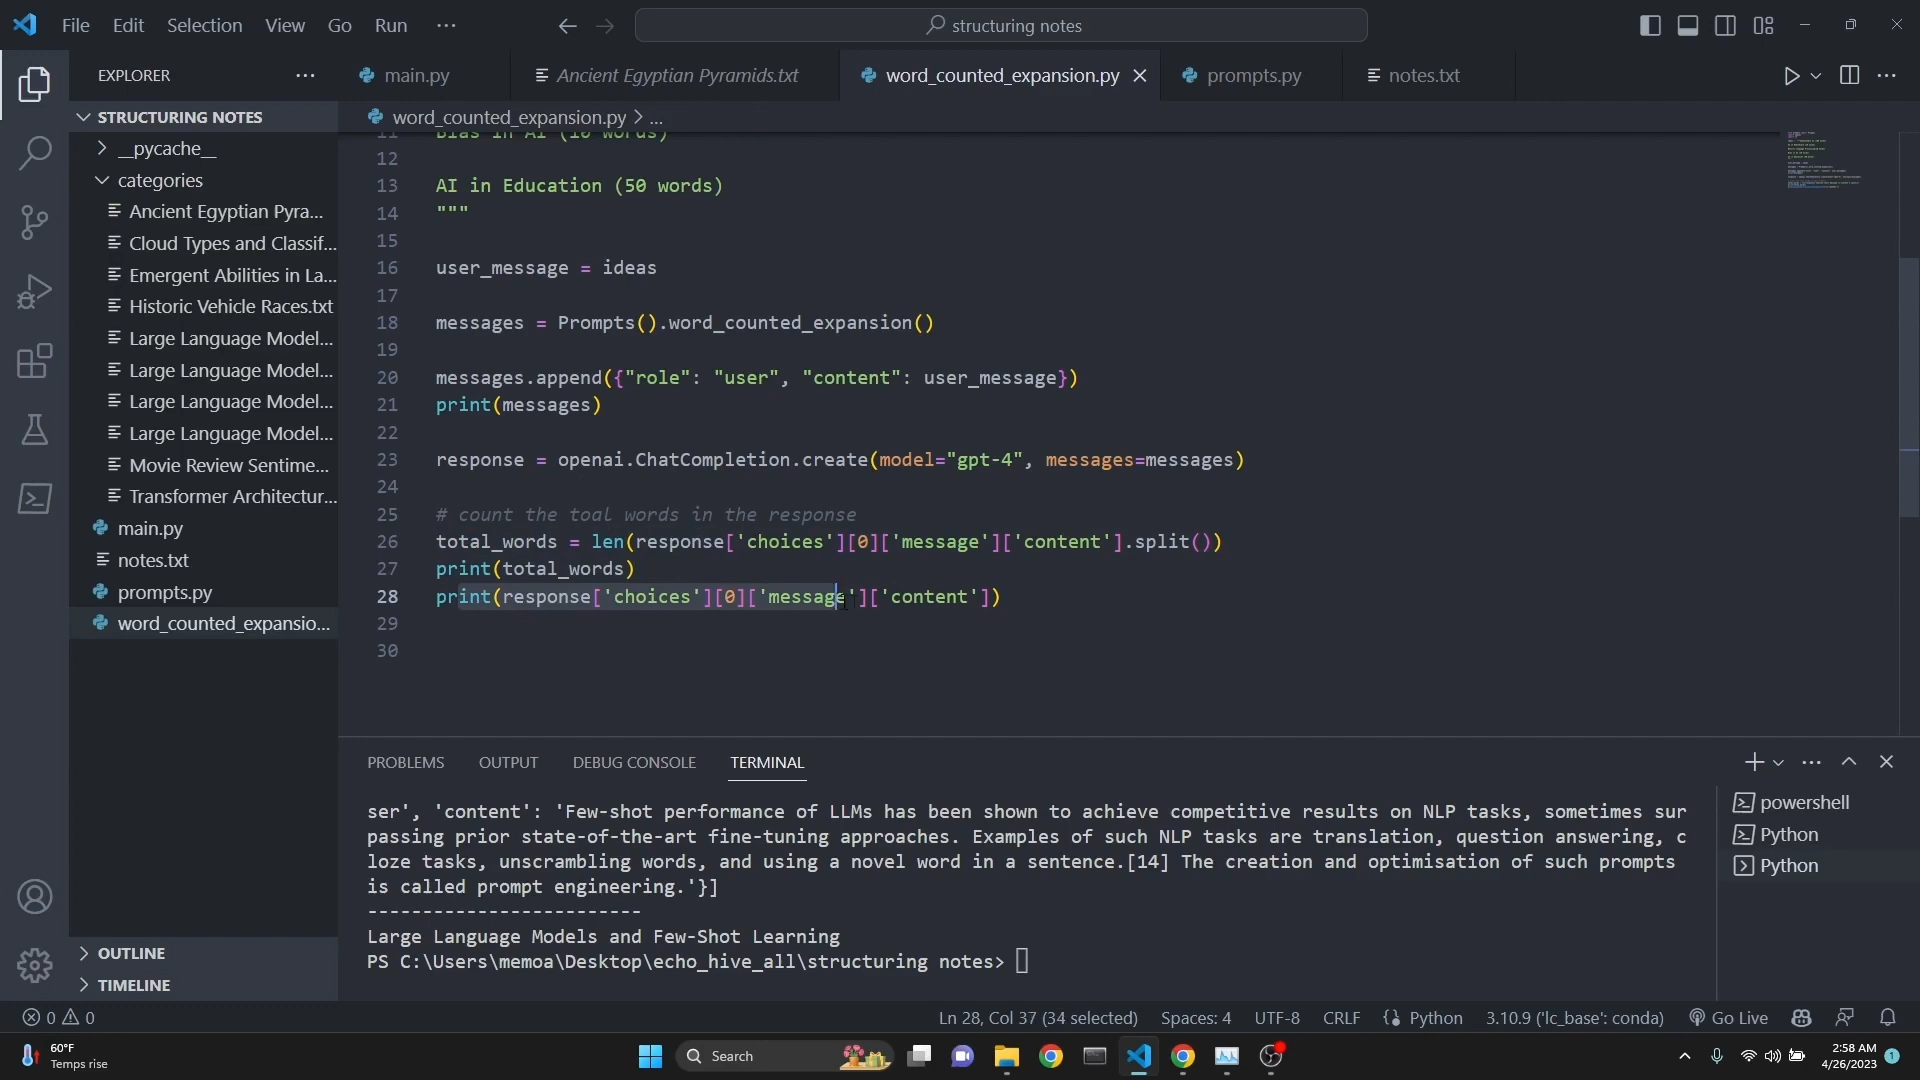 File Edit Selection View Go Run ···
structuring notes
EXPLORER ···
main.py
Ancient Egyptian Pyramids.txt
word_counted_expansion.py
prompts.py
notes.txt
STRUCTURING NOTES
word_counted_expansion.py > ...
__pycache__
categories
Ancient Egyptian Pyra...
Cloud Types and Classif...
Emergent Abilities in La...
Historic Vehicle Races.txt
Large Language Model...
Large Language Model...
Large Language Model...
Large Language Model...
Movie Review Sentime...
Transformer Architectur...
main.py
notes.txt
prompts.py
word_counted_expansio...
OUTLINE
TIMELINE
11 Bias in AI (10 words)
12
13 AI in Education (50 words)
14 """
15
16 user_message = ideas
17
18 messages = Prompts().word_counted_expansion()
19
20 messages.append({"role": "user", "content": user_message})
21 print(messages)
22
23 response = openai.ChatCompletion.create(model="gpt-4", messages=messages)
24
25 # count the toal words in the response
26 total_words = len(response['choices'][0]['message']['content'].split())
27 print(total_words)
28 print(response['choices'][0]['message']['content'])
29
30
PROBLEMS OUTPUT DEBUG CONSOLE TERMINAL
ser', 'content': 'Few-shot performance of LLMs has been shown to achieve competitive results on NLP tasks, sometimes sur
passing prior state-of-the-art fine-tuning approaches. Examples of such NLP tasks are translation, question answering, c
loze tasks, unscrambling words, and using a novel word in a sentence.[14] The creation and optimisation of such prompts
is called prompt engineering.'}]
-------------------------
Large Language Models and Few-Shot Learning
PS C:\Users\memoa\Desktop\echo_hive_all\structuring notes>
powershell
Python
Python
0 0
Ln 28, Col 37 (34 selected) Spaces: 4 UTF-8 CRLF Python 3.10.9 ('lc_base': conda) Go Live
60°F
Temps rise
Search
2:58 AM
4/26/2023
1